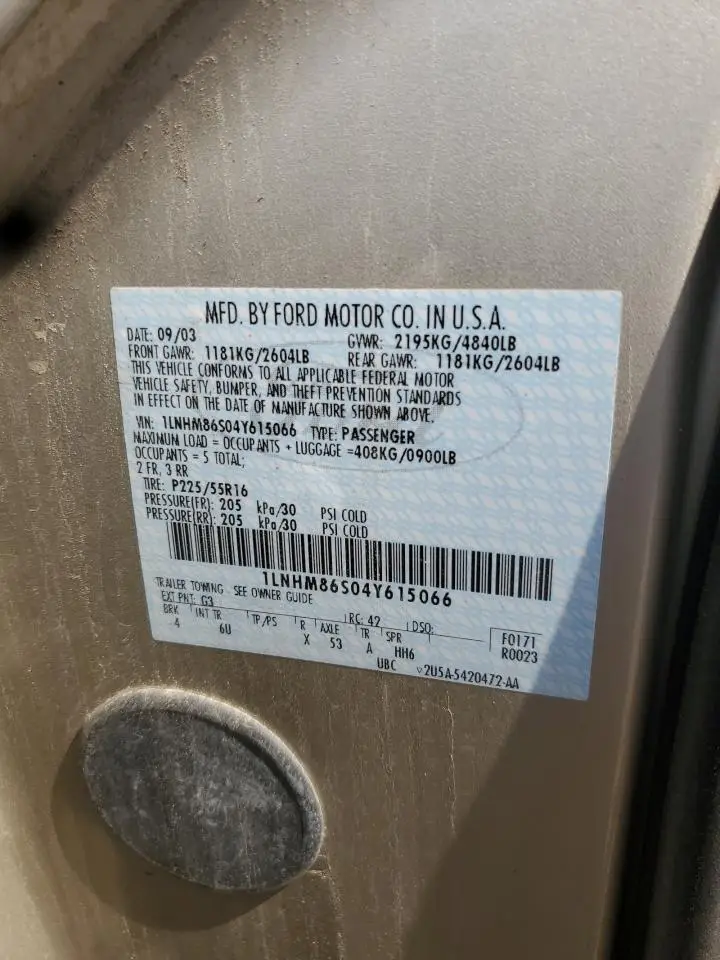 MFD. BY FORD MOTOR CO. IN U.S.A.
DATE: 09/03 GVWR: 2195KG/4840LB
FRONT GAWR: 1181KG/2604LB REAR GAWR: 1181KG/2604LB
THIS VEHICLE CONFORMS TO ALL APPLICABLE FEDERAL MOTOR
VEHICLE SAFETY, BUMPER, AND THEFT PREVENTION STANDARDS
IN EFFECT ON THE DATE OF MANUFACTURE SHOWN ABOVE.
VIN: 1LNHM86S04Y615066 TYPE: PASSENGER
MAXIMUM LOAD = OCCUPANTS + LUGGAGE =408KG/0900LB
OCCUPANTS = 5 TOTAL;
2 FR, 3 RR
TIRE: P225/55R16
PRESSURE(FR): 205 kPa/30 PSI COLD
PRESSURE(RR): 205 kPa/30 PSI COLD
1LNHM86S04Y615066
TRAILER TOWING - SEE OWNER GUIDE
EXT PNT: G3 RC: 42 DSO:
BRK INT TR TP/PS R AXLE TR SPR
4 6U X 53 A HH6
F0171
R0023
UBC
V2U5A-5420472-AA